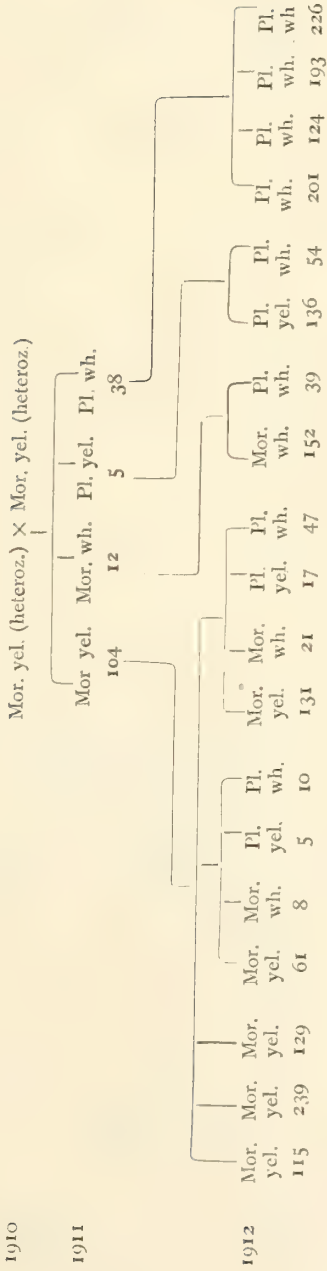 1910
Mor. yel. (heteroz.) × Mor. yel. (heteroz.)
1911
Mor yel. Mor. wh. Pl. yel. Pl. wh.
104 12 5 38
1912
Mor. Mor. Mor. Mor. Mor. Pl. Pl. Mor. Mor. Pl. Pl. Mor. Pl. Pl. Pl. Pl. Pl. Pl. Pl.
yel. yel. yel. yel. wh. yel. wh. yel. wh. yel. wh. wh. wh. yel. wh. wh. wh. wh. wh
115 239 129 61 8 5 10 131 21 17 47 152 39 136 54 201 124 193 226